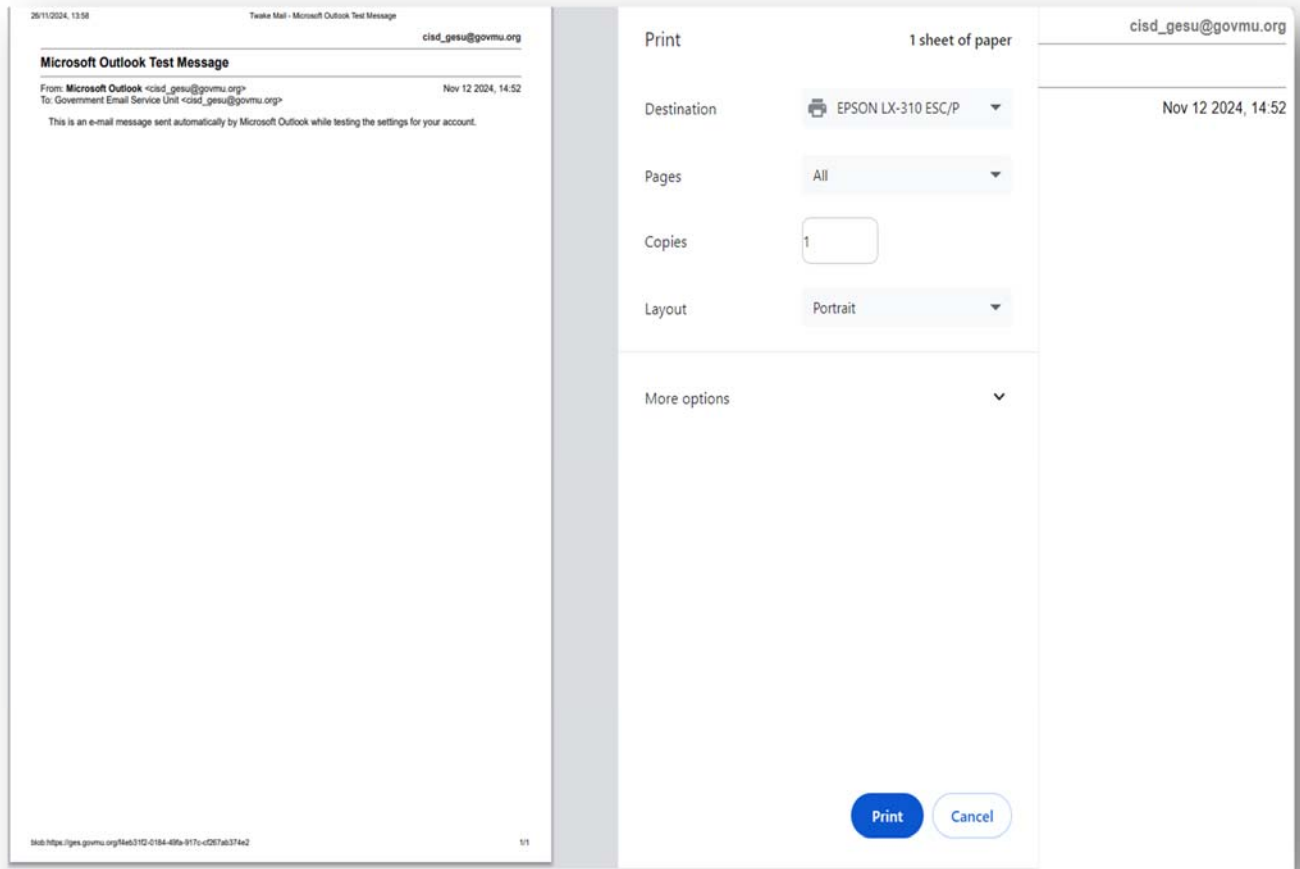 26/11/2024, 13:58 Twake Mail - Microsoft Outlook Test Message
cisd_gesu@govmu.org
Microsoft Outlook Test Message
From: Microsoft Outlook <cisd_gesu@govmu.org> Nov 12 2024, 14:52
To: Government Email Service Unit <cisd_gesu@govmu.org>
This is an e-mail message sent automatically by Microsoft Outlook while testing the settings for your account.
1/1
Print 1 sheet of paper
Destination EPSON LX-310 ESC/P
Pages All
Copies 1
Layout Portrait
More options
Print Cancel
cisd_gesu@govmu.org
Nov 12 2024, 14:52